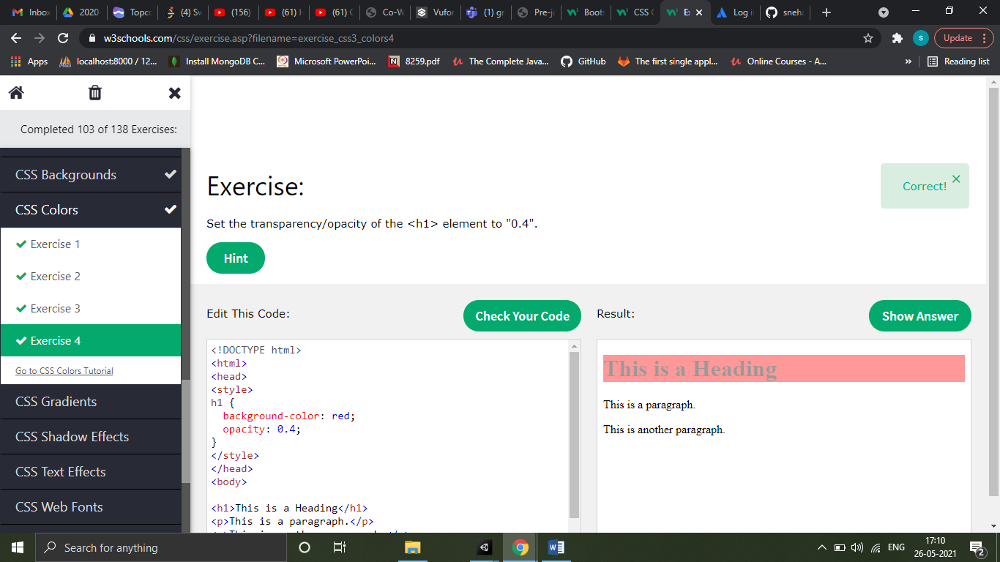 Inbox 2020- Topco (4) Sw (156) (61) H (61) C Co-W Vufor (1) gr Pre-jo Boots CSS C Ex Log i sneha
w3schools.com/css/exercise.asp?filename=exercise_css3_colors4 S Update
Apps localhost:8000 / 12... Install MongoDB C... Microsoft PowerPoi... 8259.pdf The Complete Java... GitHub The first single appl... Online Courses - A... » Reading list
Completed 103 of 138 Exercises:
CSS Backgrounds
CSS Colors
Exercise 1
Exercise 2
Exercise 3
Exercise 4
Go to CSS Colors Tutorial
CSS Gradients
CSS Shadow Effects
CSS Text Effects
CSS Web Fonts
Exercise:
Correct!
Set the transparency/opacity of the <h1> element to "0.4".
Hint
Edit This Code:
Check Your Code
<!DOCTYPE html>
<html>
<head>
<style>
h1 {
  background-color: red;
  opacity: 0.4;
}
</style>
</head>
<body>
<h1>This is a Heading</h1>
<p>This is a paragraph.</p>
Result:
Show Answer
This is a Heading
This is a paragraph.
This is another paragraph.
Search for anything
ENG
17:10
26-05-2021
2